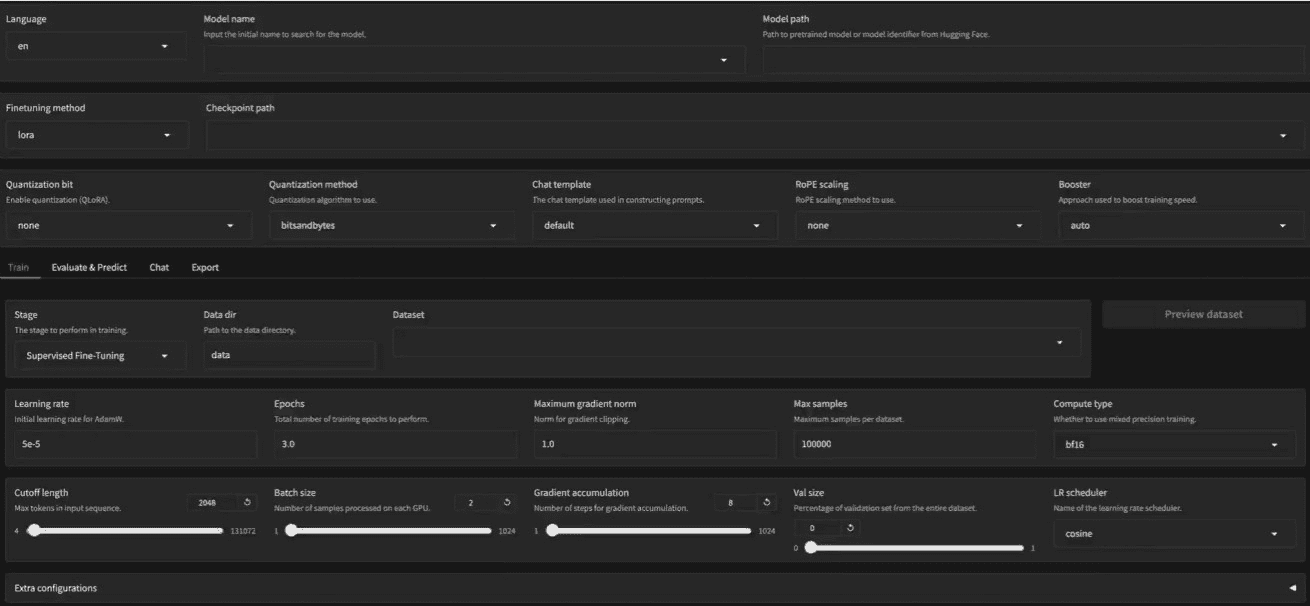 Language
Model name
Model path
Input the initial name to search for the model.
Path to pretrained model or model identifier from Hugging Face.
en
Finetuning method
Checkpoint path
lora
Quantization bit
Quantization method
Chat template
RoPE scaling
Booster
Enable quantization (QLoRA).
Quantization algorithm to use.
The chat template used in constructing prompts.
RoPE scaling method to use.
Approach used to boost training speed.
none
bitsandbytes
default
none
auto
Train
Evaluate & Predict
Chat
Export
Stage
Data dir
Dataset
Preview dataset
The stage to perform in training.
Path to the data directory.
Supervised Fine-Tuning
data
Learning rate
Epochs
Maximum gradient norm
Max samples
Compute type
Initial learning rate for AdamW.
Total number of training epochs to perform.
Norm for gradient clipping.
Maximum samples per dataset.
Whether to use mixed precision training.
5e-5
3.0
1.0
100000
bf16
Cutoff length
Max tokens in input sequence.
2048
4
131072
Batch size
Number of samples processed on each GPU.
2
1
1024
Gradient accumulation
Number of steps for gradient accumulation.
8
1
1024
Val size
Percentage of validation set from the entire dataset.
0
0
1
LR scheduler
Name of the learning rate scheduler.
cosine
Extra configurations